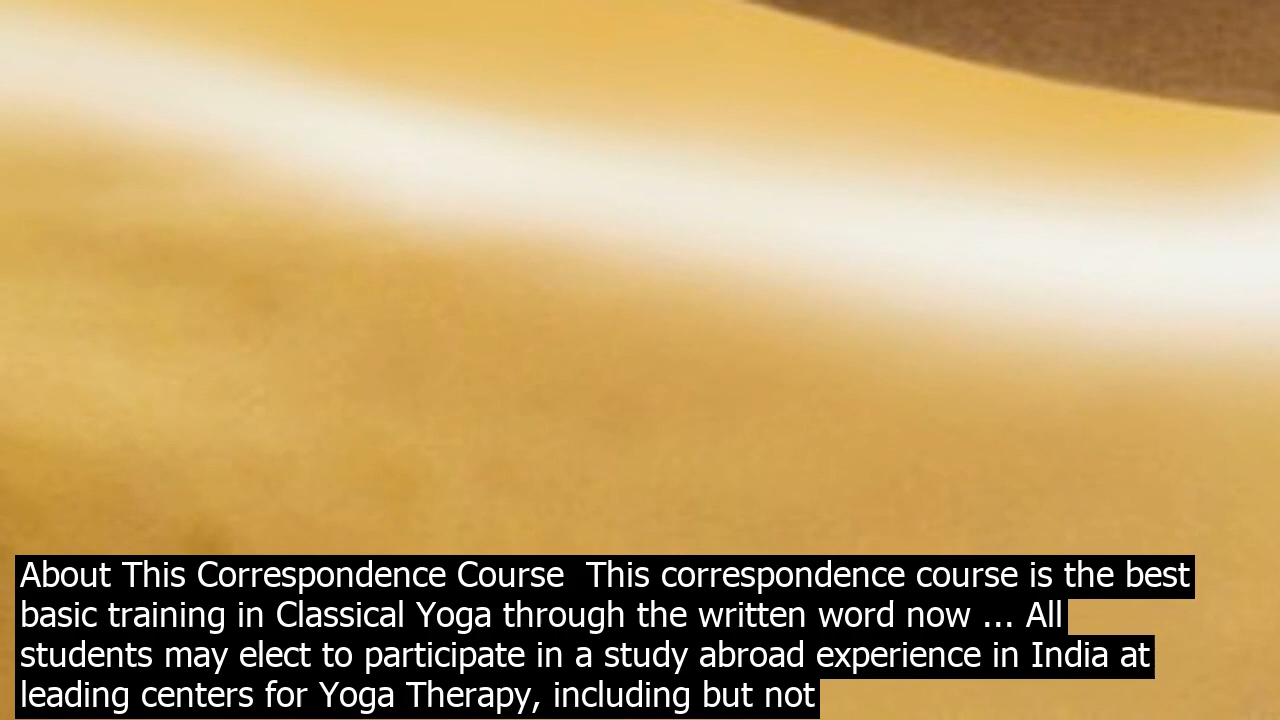 About This Correspondence Course  This correspondence course is the best
basic training in Classical Yoga through the written word now ... All
students may elect to participate in a study abroad experience in India at
leading centers for Yoga Therapy, including but not